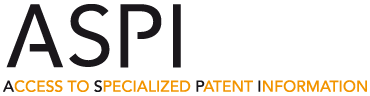 ASPI
ACCESS TO SPECIALIZED PATENT INFORMATION